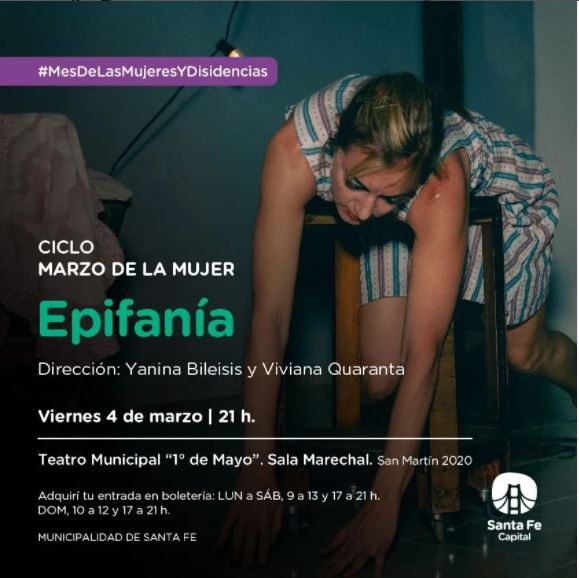 #MesDeLasMujeresYDisidencias
CICLO
MARZO DE LA MUJER
Epifanía
Dirección: Yanina Bileisis y Viviana Quaranta
Viernes 4 de marzo | 21 h.
Teatro Municipal “1° de Mayo”. Sala Marechal. San Martín 2020
Adquirí tu entrada en boletería: LUN a SÁB, 9 a 13 y 17 a 21 h.
DOM, 10 a 12 y 17 a 21 h.
MUNICIPALIDAD DE SANTA FE
Santa Fe
Capital